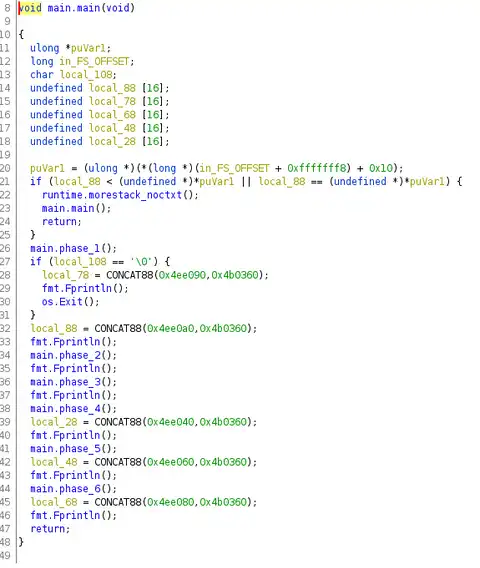 8 void main.main(void)
9
10 {
11 ulong *puVar1;
12 long in_FS_OFFSET;
13 char local_108;
14 undefined local_88 [16];
15 undefined local_78 [16];
16 undefined local_68 [16];
17 undefined local_48 [16];
18 undefined local_28 [16];
19
20 puVar1 = (ulong *)(*(long *)(in_FS_OFFSET + 0xfffffff8) + 0x10);
21 if (local_88 < (undefined *)*puVar1 || local_88 == (undefined *)*puVar1) {
22 runtime.morestack_noctxt();
23 main.main();
24 return;
25 }
26 main.phase_1();
27 if (local_108 == '\0') {
28 local_78 = CONCAT88(0x4ee090,0x4b0360);
29 fmt.Fprintln();
30 os.Exit();
31 }
32 local_88 = CONCAT88(0x4ee0a0,0x4b0360);
33 fmt.Fprintln();
34 main.phase_2();
35 fmt.Fprintln();
36 main.phase_3();
37 fmt.Fprintln();
38 main.phase_4();
39 local_28 = CONCAT88(0x4ee040,0x4b0360);
40 fmt.Fprintln();
41 main.phase_5();
42 local_48 = CONCAT88(0x4ee060,0x4b0360);
43 fmt.Fprintln();
44 main.phase_6();
45 local_68 = CONCAT88(0x4ee080,0x4b0360);
46 fmt.Fprintln();
47 return;
48 }
49